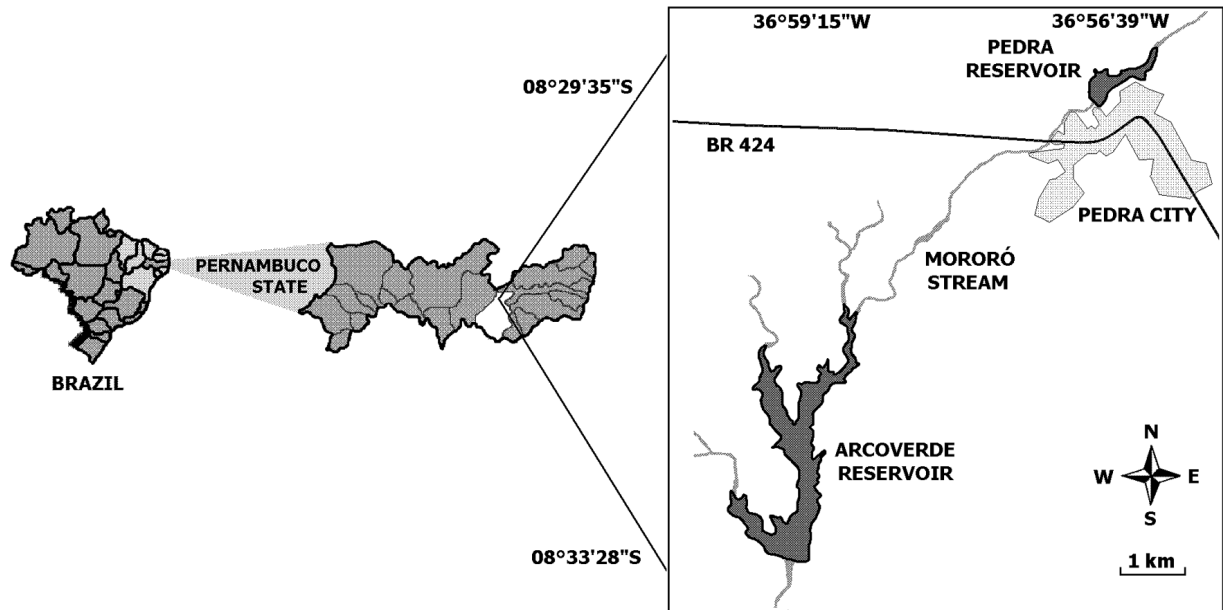 36°59'15"W
36°56'39"W
PEDRA
RESERVOIR
08°29'35"S
BR 424
PEDRA CITY
PERNAMBUCO
STATE
MORORÓ
STREAM
BRAZIL
ARCOVERDE
RESERVOIR
N
W
E
S
08°33'28"S
1 km